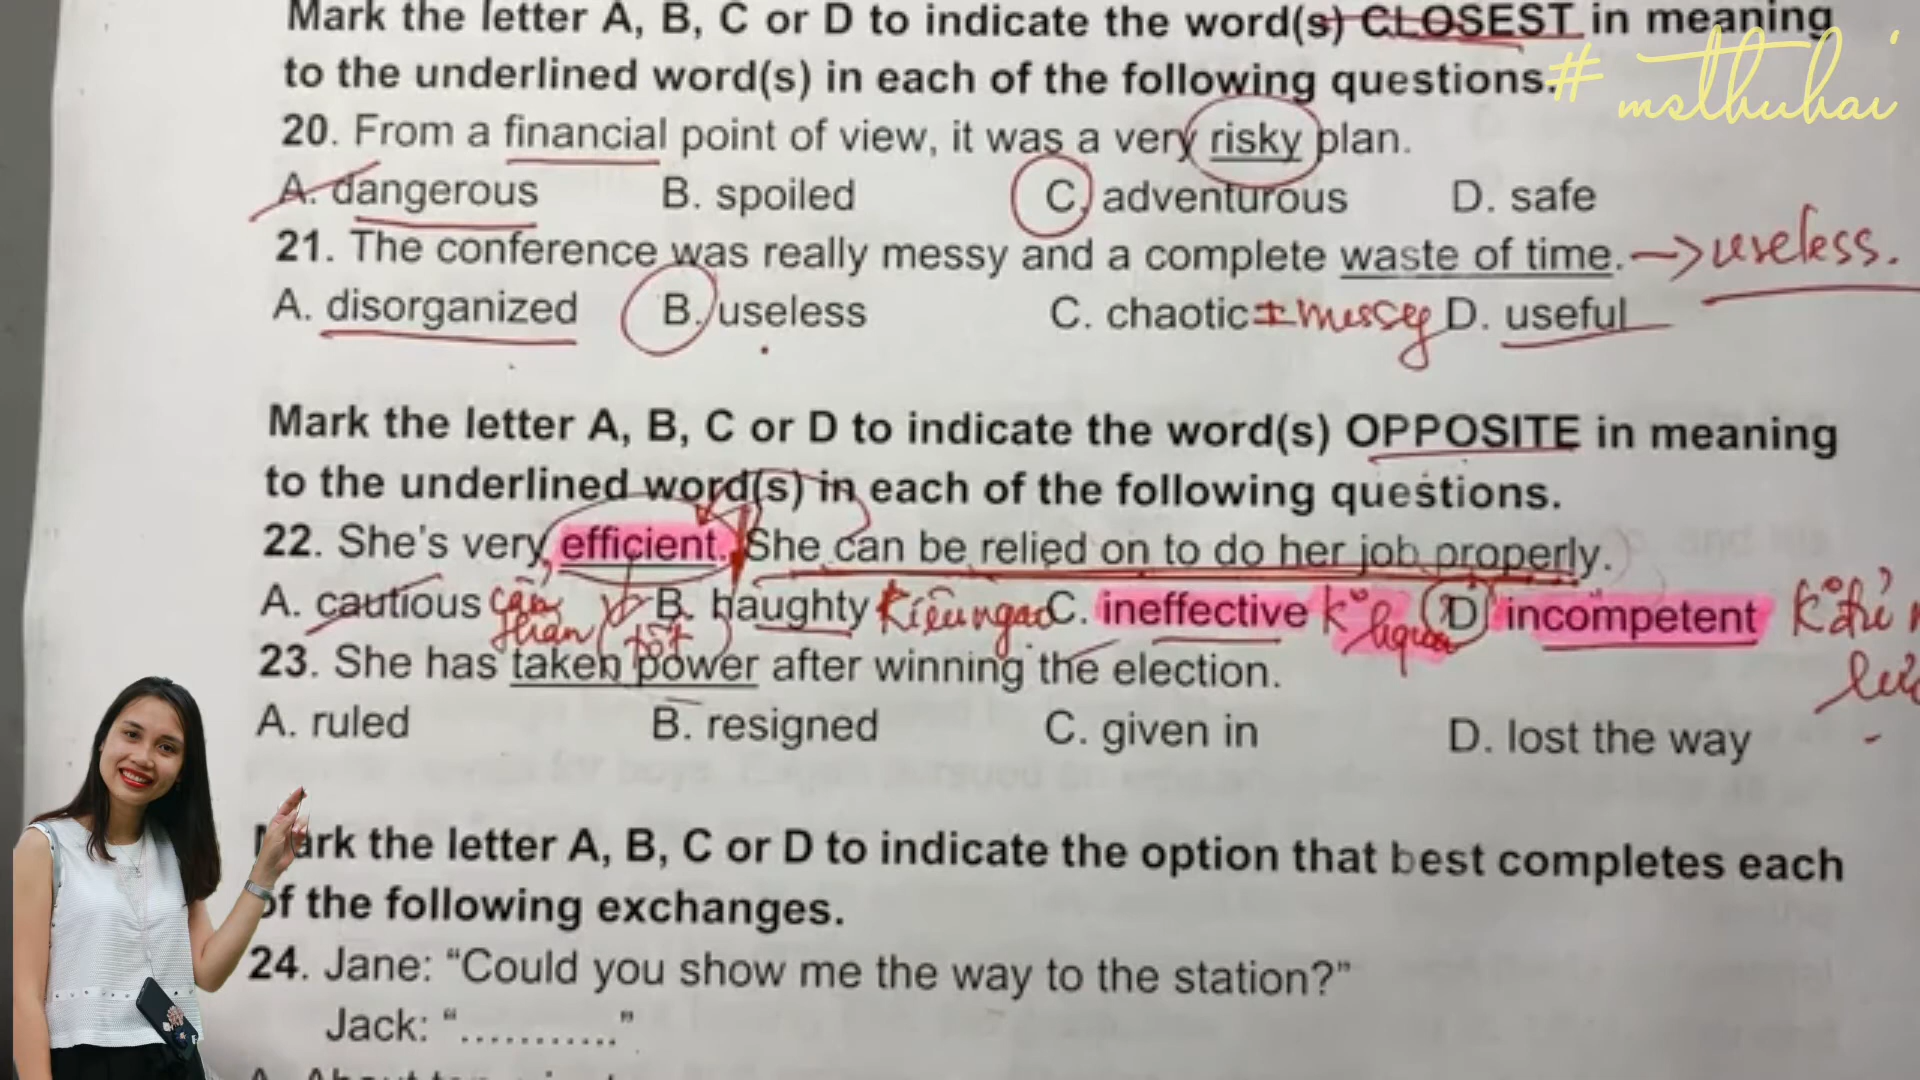 Mark the letter A, B, C or D to indicate the word(s) CLOSEST in meaning
# msthuhai
to the underlined word(s) in each of the following questions.
20. From a financial point of view, it was a very risky plan.
A. dangerous B. spoiled C. adventurous D. safe
21. The conference was really messy and a complete waste of time. → useless.
A. disorganized B. useless C. chaotic ± messy D. useful
Mark the letter A, B, C or D to indicate the word(s) OPPOSITE in meaning
to the underlined word(s) in each of the following questions.
22. She's very efficient. She can be relied on to do her job properly.
A. cautious cẩn thận B. haughty kiêu ngạo C. ineffective D. incompetent
tốt
23. She has taken power after winning the election.
A. ruled B. resigned C. given in D. lost the way
Mark the letter A, B, C or D to indicate the option that best completes each
of the following exchanges.
24. Jane: “Could you show me the way to the station?”
Jack: “............”